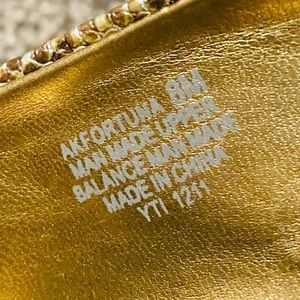 AKFORTUNA 8M
MAN MADE UPPER
BALANCE MAN MADE
MADE IN CHINA
YTI 1211